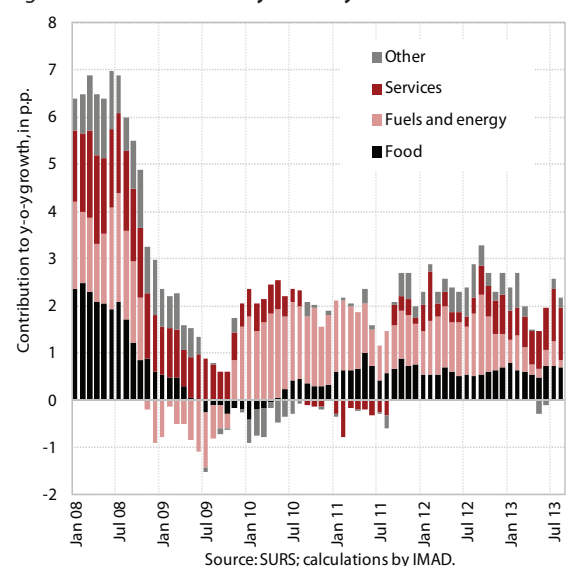 8
7
6
5
4
3
2
1
0
-1
-2
Contribution to y-o-y growth, in p.p.
Other
Services
Fuels and energy
Food
Jan 08
Jul 08
Jan 09
Jul 09
Jan 10
Jul 10
Jan 11
Jul 11
Jan 12
Jul 12
Jan 13
Jul 13
Source: SURS; calculations by IMAD.